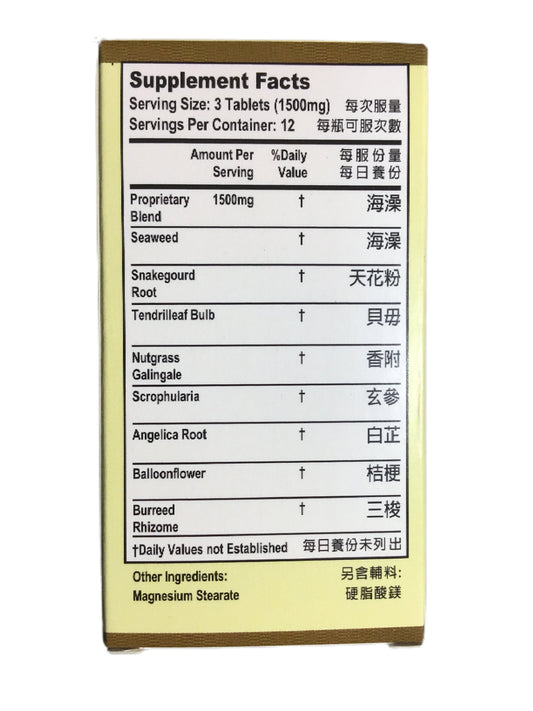 Supplement Facts
Serving Size: 3 Tablets (1500mg) 每次服量
Servings Per Container: 12 每瓶可服次數
Amount Per %Daily 每服份量
Serving Value 每日養份
Proprietary 1500mg † 海澡
Blend
Seaweed † 海澡
Snakegourd † 天花粉
Root
Tendrilleaf Bulb † 貝毋
Nutgrass † 香附
Galingale
Scrophularia † 玄參
Angelica Root † 白芷
Balloonflower † 桔梗
Burreed † 三梭
Rhizome
†Daily Values not Established 每日養份未列出
Other Ingredients: 另含輔料:
Magnesium Stearate 硬脂酸鎂